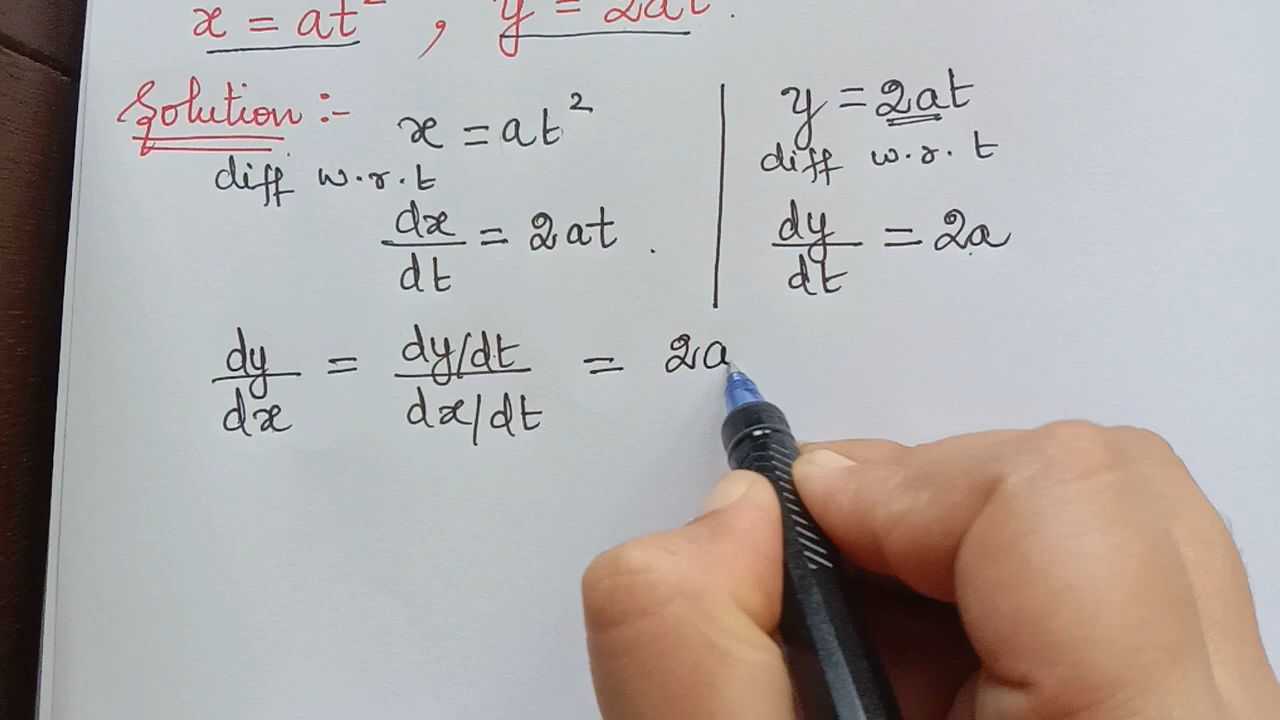 x = at² , y = 2at.
Solution :- x = at²
diff w.r.t
dx/dt = 2at .
y = 2at
diff w.r.t
dy/dt = 2a
dy/dx = dy/dt / dx/dt = 2a